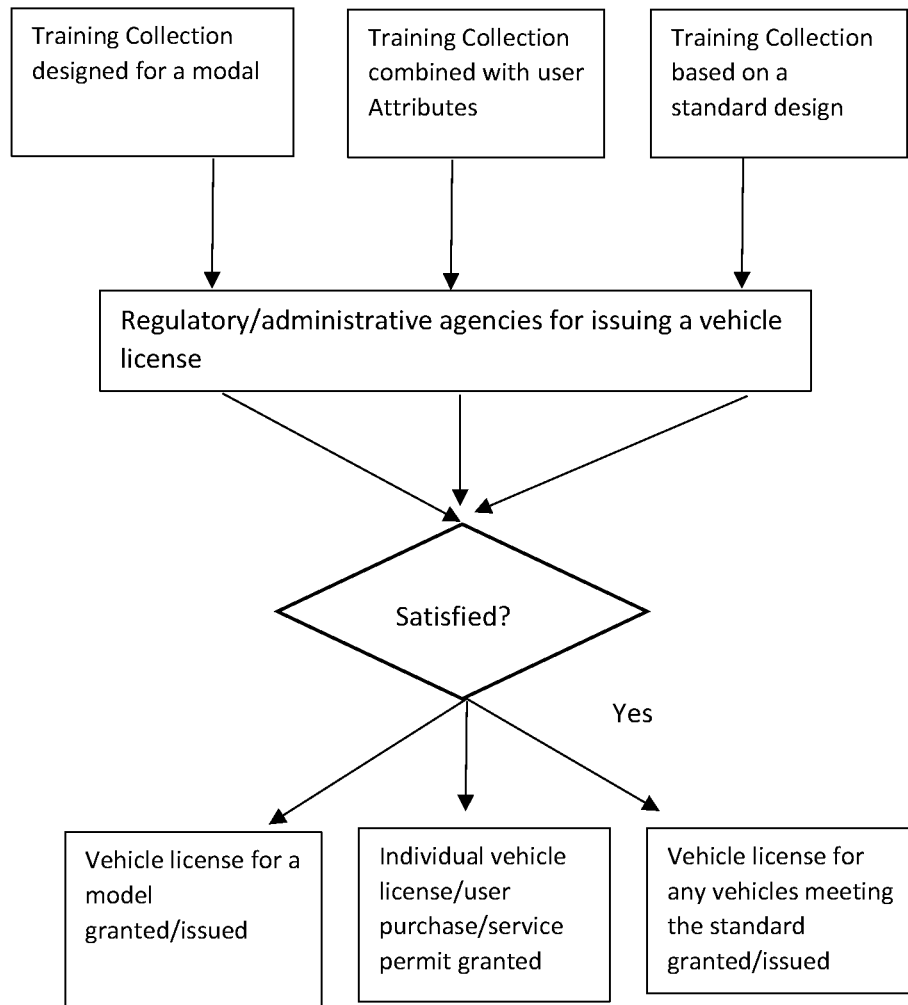 Training Collection
designed for a modal
Training Collection
combined with user
Attributes
Training Collection
based on a
standard design
Regulatory/administrative agencies for issuing a vehicle
license
Satisfied?
Yes
Vehicle license for a
model
granted/issued
Individual vehicle
license/user
purchase/service
permit granted
Vehicle license for
any vehicles meeting
the standard
granted/issued